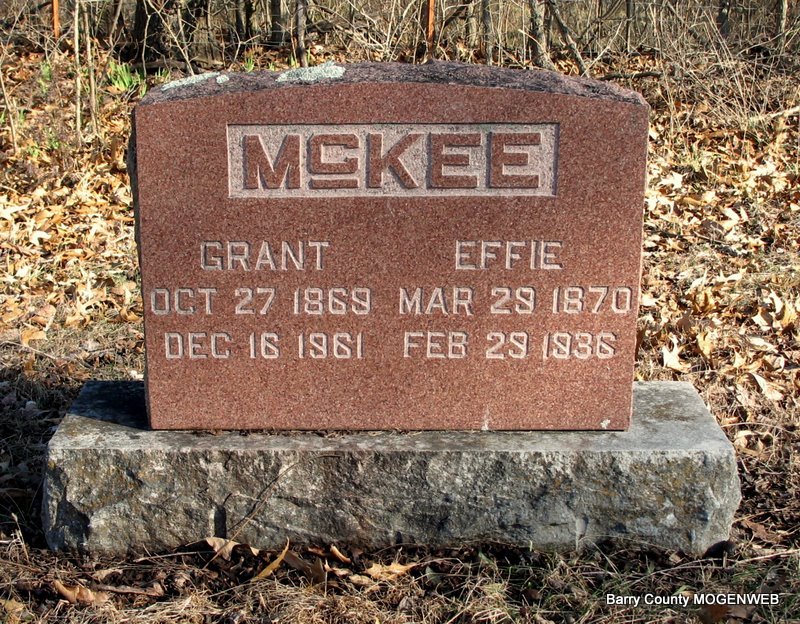 McKEE
GRANT EFFIE
OCT 27 1869 MAR 29 1870
DEC 16 1961 FEB 29 1936
Barry County MOGENWEB